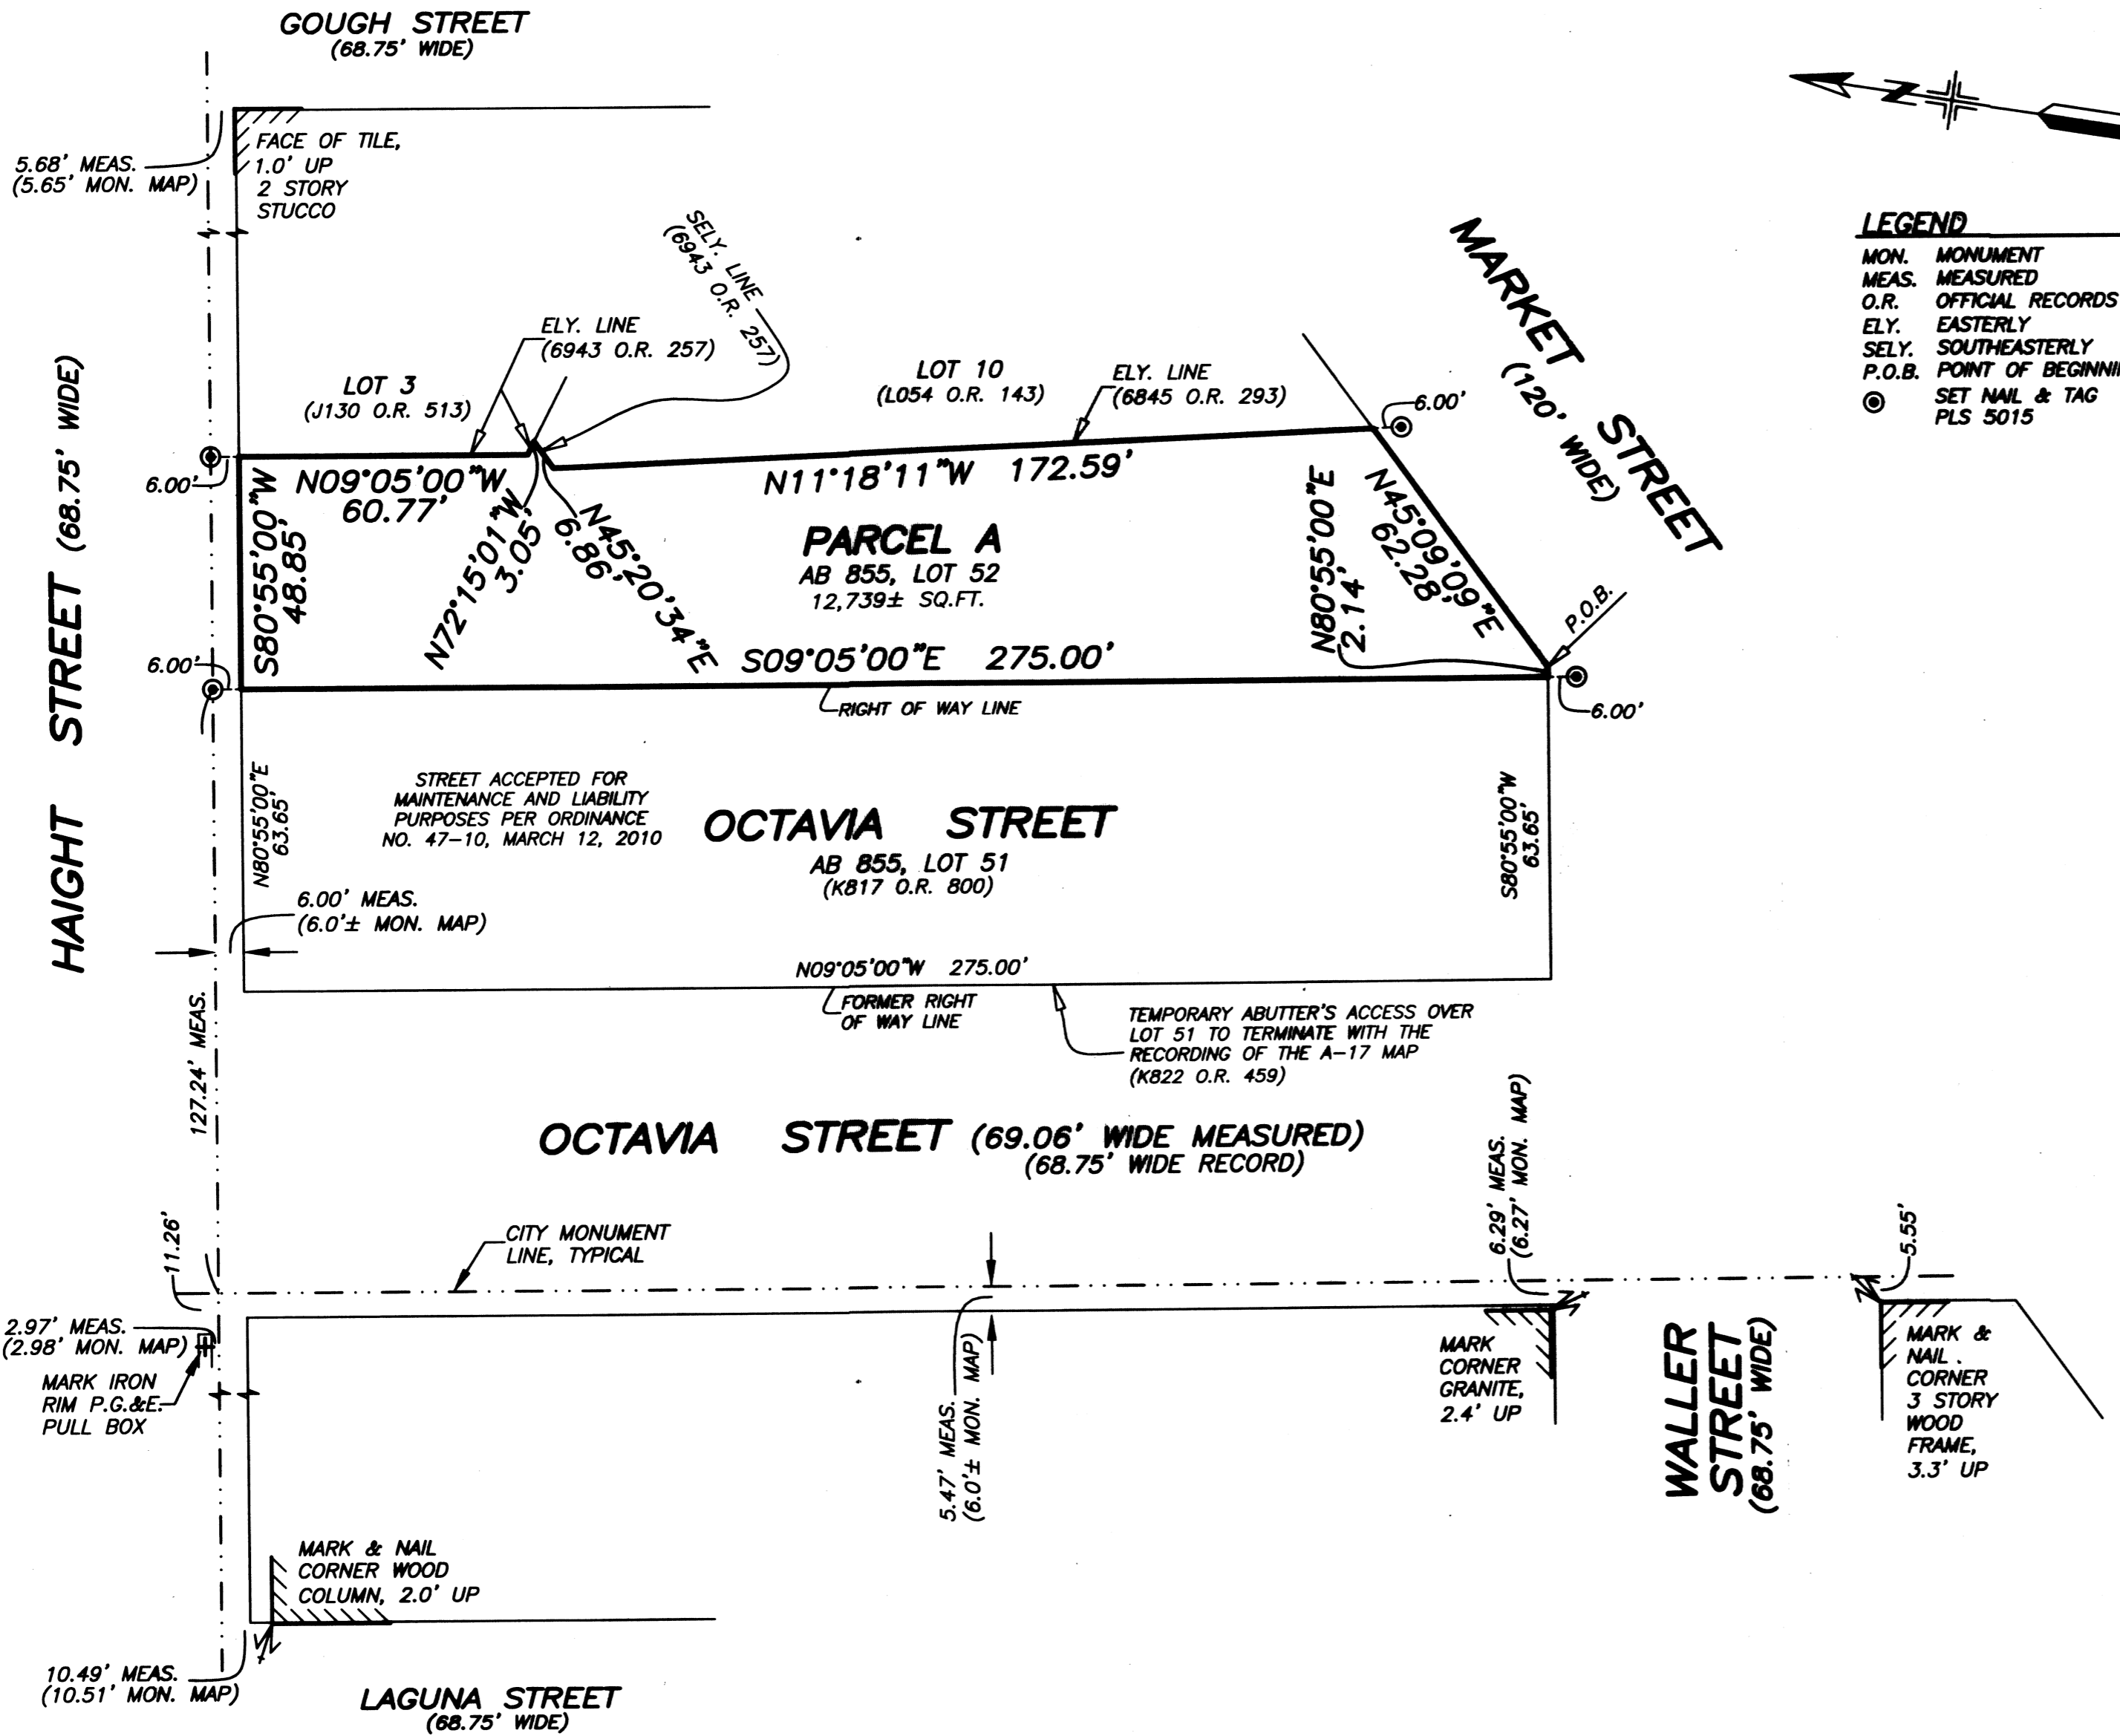 GOUGH STREET
(68.75' WIDE)
FACE OF TILE,
1.0' UP
2 STORY
STUCCO
5.68' MEAS.
(5.65' MON. MAP)
N
LEGEND
MON. MONUMENT
MEAS. MEASURED
O.R. OFFICIAL RECORDS
ELY. EASTERLY
SELY. SOUTHEASTERLY
P.O.B. POINT OF
SET NAIL & TAG
PLS 5015
MARKET STREET
(120' WIDE)
SELY. LINE
(6943 O.R. 257)
ELY. LINE
(6943 O.R. 257)
LOT 3
(J130 O.R. 513)
LOT 10
(L054 O.R. 143)
ELY. LINE
(6845 O.R. 293)
6.00'
6.00'
N09°05'00"W
60.77'
N11°18'11"W 172.59'
S80°55'00"W
48.85'
N72°15'01"W
3.05'
N45°20'34"E
6.86'
PARCEL A
AB 855, LOT 52
12,739± SQ.FT.
N80°55'00"E
2.14'
N45°09'09"E
62.28'
P.O.B.
6.00'
S09°05'00"E 275.00'
RIGHT OF WAY LINE
6.00'
HAIGHT STREET (68.75' WIDE)
N80°55'00"E
63.65'
STREET ACCEPTED FOR
MAINTENANCE AND LIABILITY
PURPOSES PER ORDINANCE
NO. 47-10, MARCH 12, 2010
OCTAVIA STREET
AB 855, LOT 51
(K817 O.R. 800)
S80°55'00"W
63.65'
6.00' MEAS.
(6.0'± MON. MAP)
N09°05'00"W 275.00'
FORMER RIGHT
OF WAY LINE
TEMPORARY ABUTTER'S ACCESS OVER
LOT 51 TO TERMINATE WITH THE
RECORDING OF THE A-17 MAP
(K822 O.R. 459)
127.24' MEAS.
OCTAVIA STREET (69.06' WIDE MEASURED)
(68.75' WIDE RECORD)
11.26'
CITY MONUMENT
LINE, TYPICAL
6.29' MEAS.
(6.27' MON. MAP)
5.55'
2.97' MEAS.
(2.98' MON. MAP)
MARK IRON
RIM P.G.&E.
PULL BOX
5.47' MEAS.
(6.0'± MON. MAP)
MARK
CORNER
GRANITE,
2.4' UP
WALLER
STREET
(68.75' WIDE)
MARK &
NAIL.
CORNER
3 STORY
WOOD
FRAME,
3.3' UP
MARK & NAIL
CORNER WOOD
COLUMN, 2.0' UP
10.49' MEAS.
(10.51' MON. MAP)
LAGUNA STREET
(68.75' WIDE)